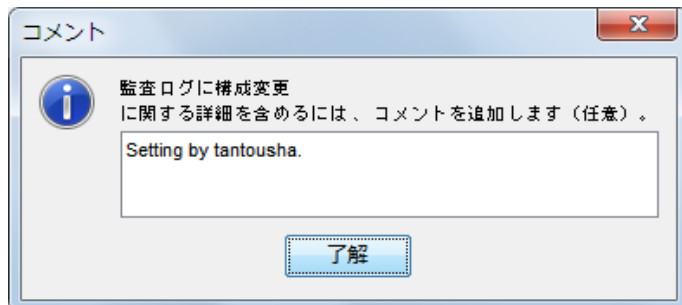 コメント
監査ログに構成変更
に関する詳細を含めるには、コメントを追加します（任意）。
Setting by tantousha.
了解